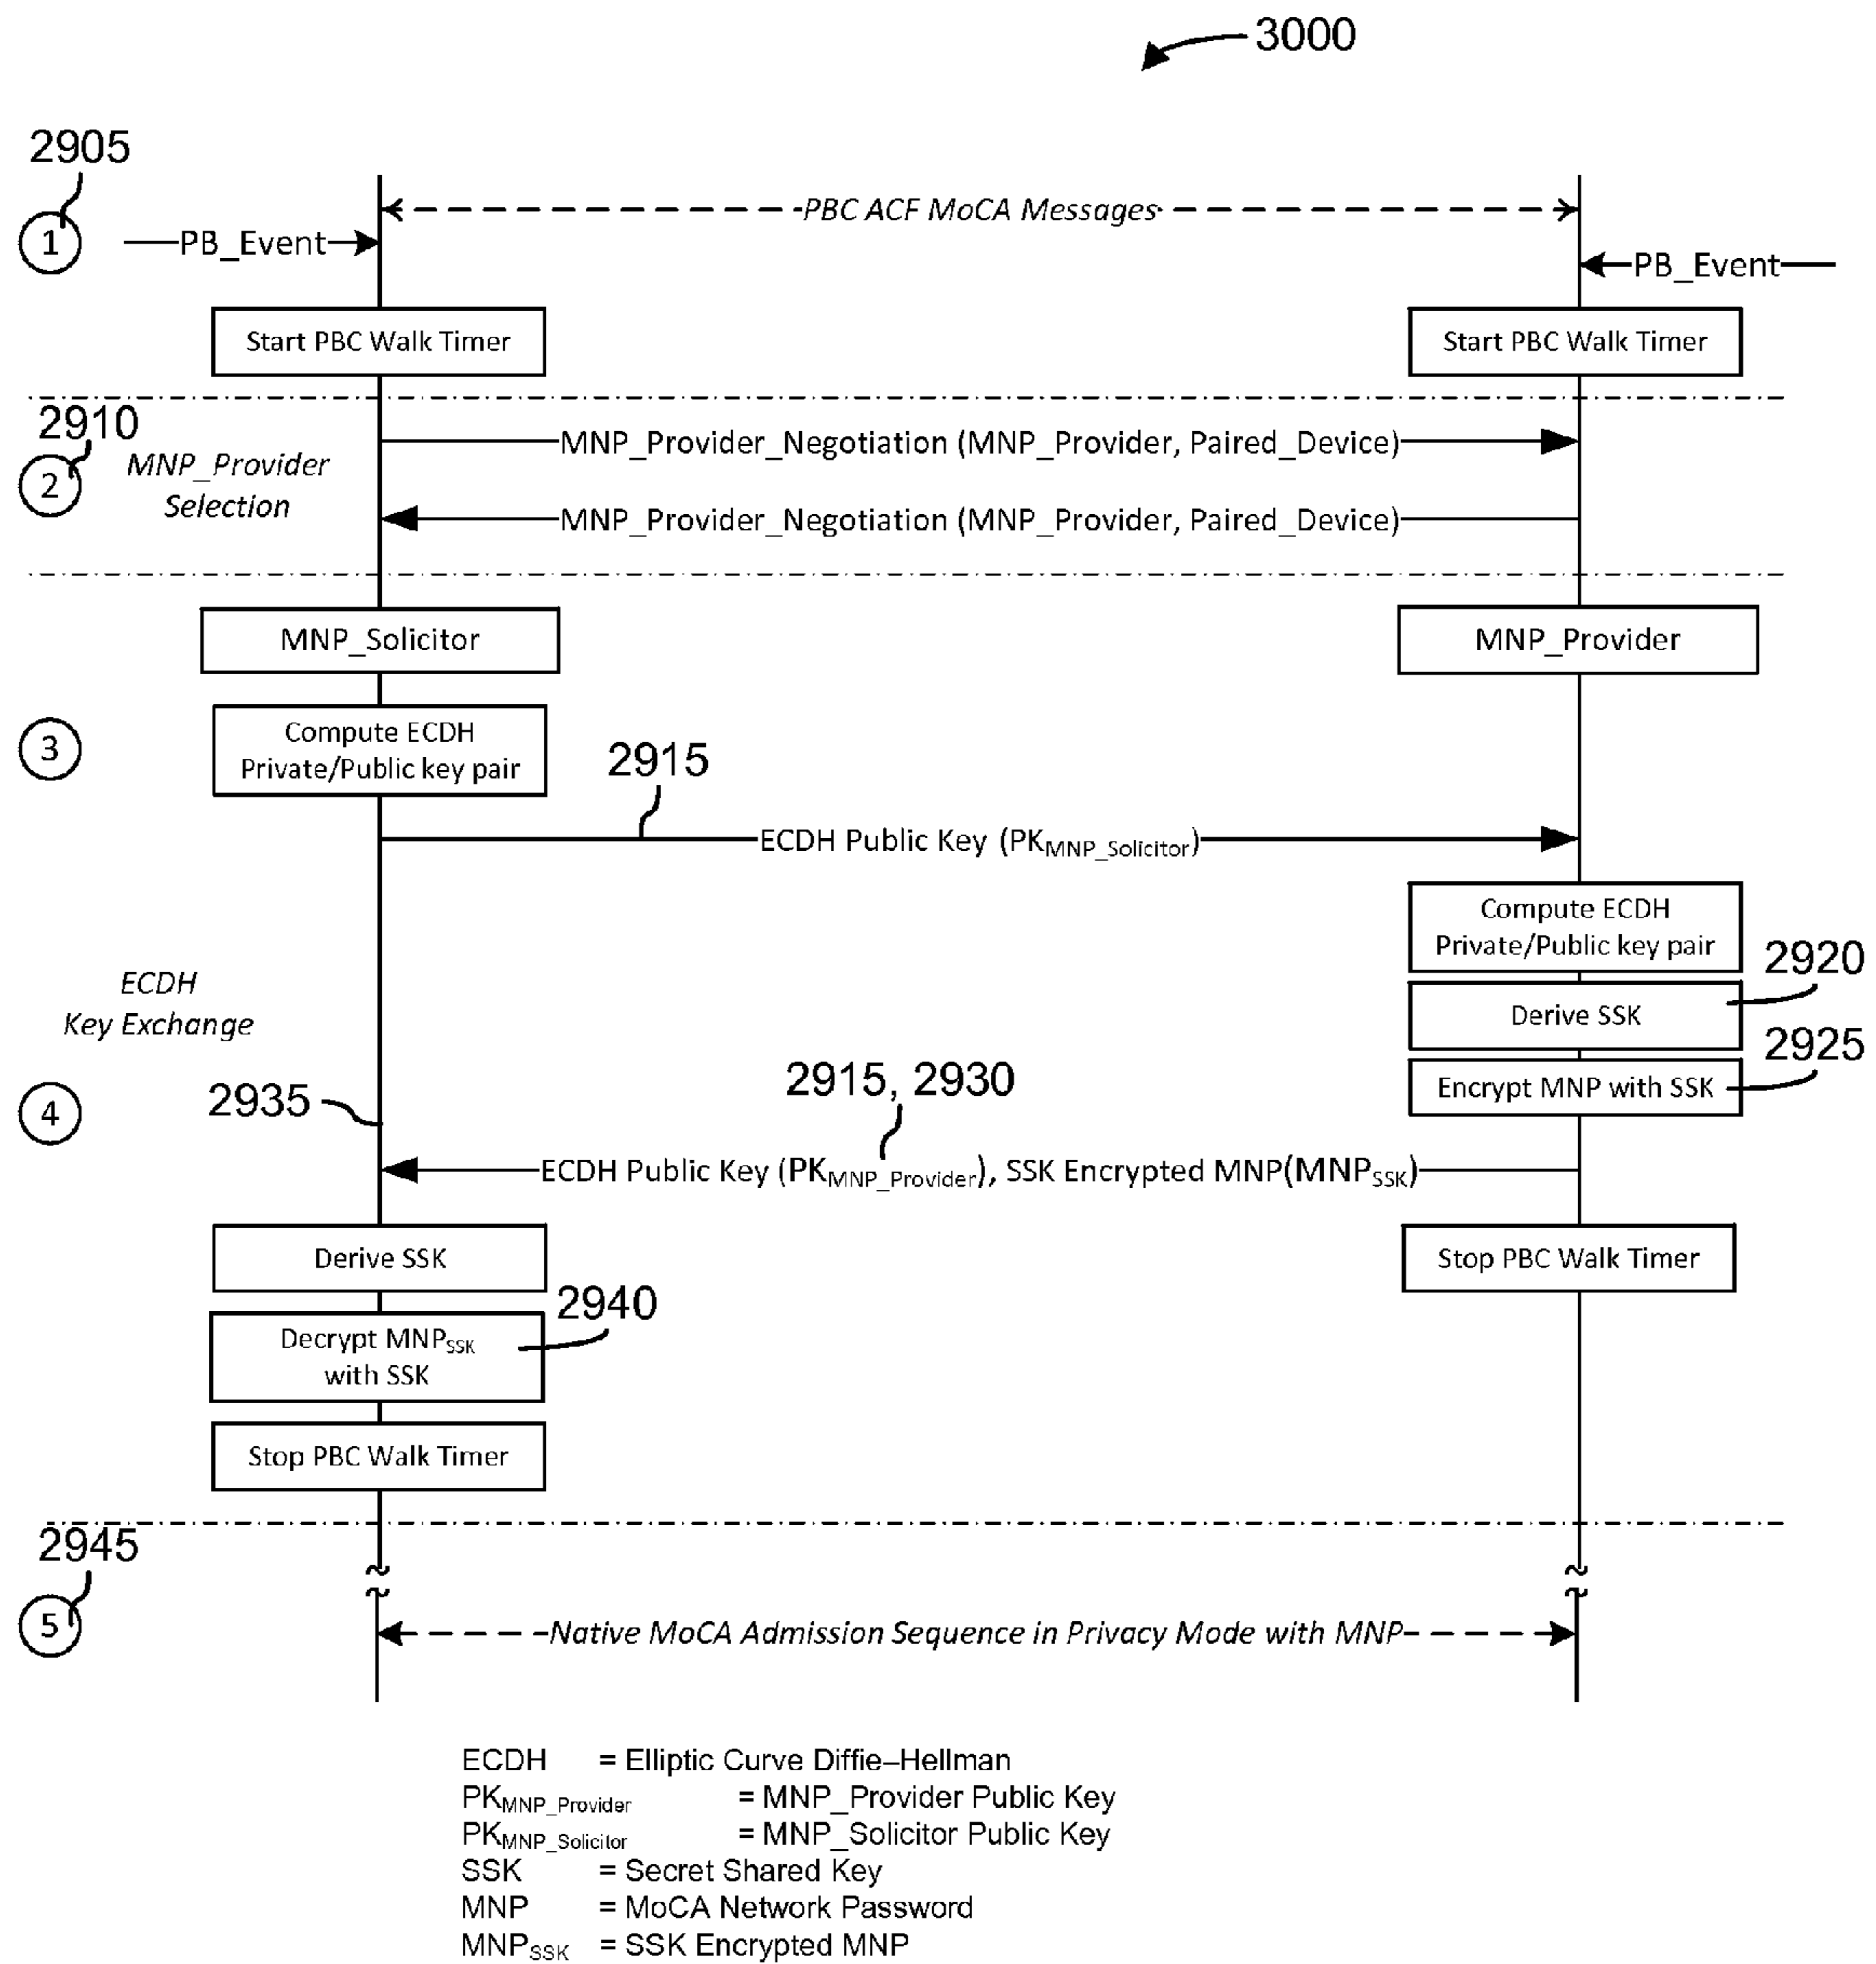 3000
2905
PBC ACF MoCA Messages
1
PB_Event
PB_Event
Start PBC Walk Timer
Start PBC Walk Timer
2910
2
MNP_Provider
Selection
MNP_Provider_Negotiation (MNP_Provider, Paired_Device)
MNP_Provider_Negotiation (MNP_Provider, Paired_Device)
MNP_Solicitor
MNP_Provider
3
Compute ECDH
Private/Public key pair
2915
ECDH Public Key (PKMNP_Solicitor)
Compute ECDH
Private/Public key pair
2920
Derive SSK
ECDH
Key Exchange
2925
Encrypt MNP with SSK
2915, 2930
2935
4
ECDH Public Key (PKMNP_Provider), SSK Encrypted MNP(MNPSSK)
Derive SSK
Stop PBC Walk Timer
2940
Decrypt MNPSSK
with SSK
Stop PBC Walk Timer
2945
5
Native MoCA Admission Sequence in Privacy Mode with MNP
ECDH = Elliptic Curve Diffie–Hellman
PKMNP_Provider = MNP_Provider Public Key
PKMNP_Solicitor = MNP_Solicitor Public Key
SSK = Secret Shared Key
MNP = MoCA Network Password
MNPSSK = SSK Encrypted MNP